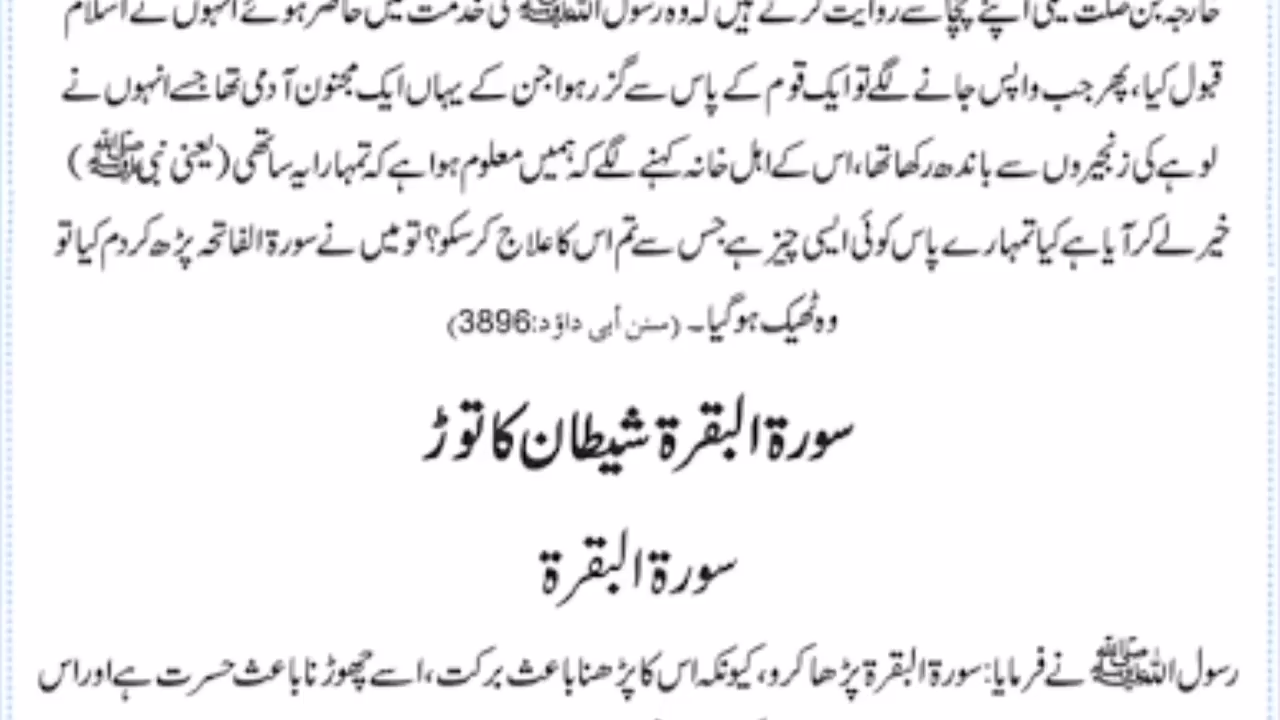 خارجہ بن صلت تمیمی اپنے چچا سے روایت کرتے ہیں کہ وہ رسول اللہ ﷺ کی خدمت میں حاضر ہوئے انہوں نے اسلام
قبول کیا، پھر جب واپس جانے لگے تو ایک قوم کے پاس سے گزر ہوا جن کے یہاں ایک مجنون آدمی تھا جسے انہوں نے
لوہے کی زنجیروں سے باندھ رکھا تھا، اس کے اہل خانہ کہنے لگے کہ ہمیں معلوم ہوا ہے کہ تمہارا یہ ساتھی (یعنی نبی ﷺ)
خیر لے کر آیا ہے کیا تمہارے پاس کوئی ایسی چیز ہے جس سے تم اس کا علاج کر سکو؟ تو میں نے سورۃ الفاتحہ پڑھ کر دم کیا تو
وہ ٹھیک ہو گیا۔ (سنن أبی داؤد:3896)
سورۃ البقرۃ شیطان کا توڑ
سورۃ البقرۃ
رسول اللہ ﷺ نے فرمایا: سورۃ البقرۃ پڑھا کرو، کیونکہ اس کا پڑھنا باعث برکت، اسے چھوڑنا باعث حسرت ہے اور اس